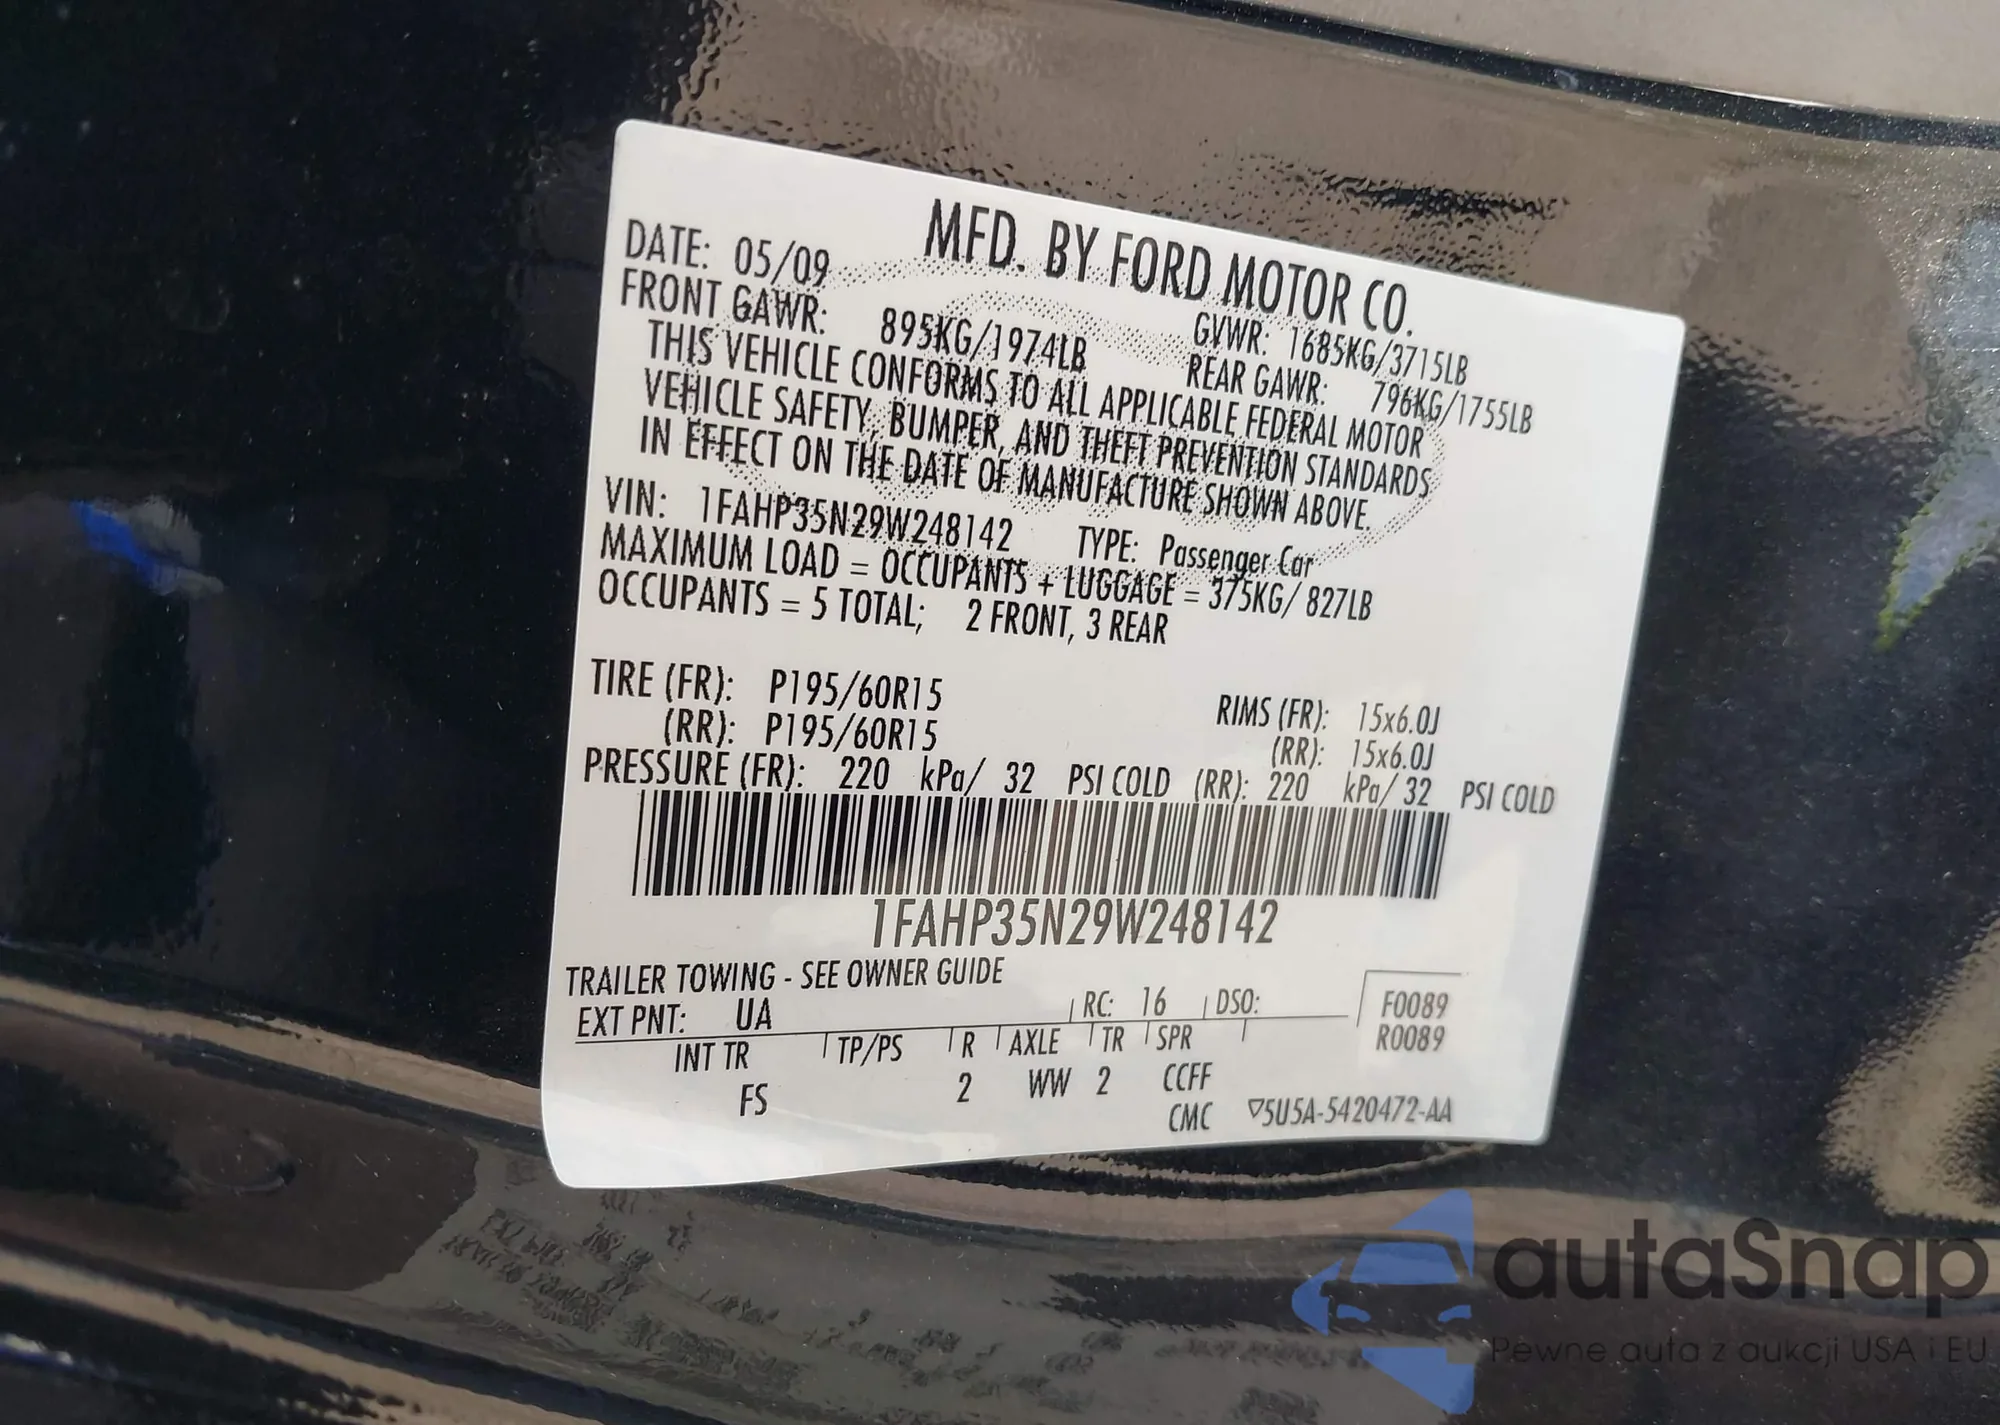 MFD. BY FORD MOTOR CO.
DATE: 05/09 GVWR: 1685KG/3715LB
FRONT GAWR: 895KG/1974LB REAR GAWR: 796KG/1755LB
THIS VEHICLE CONFORMS TO ALL APPLICABLE FEDERAL MOTOR
VEHICLE SAFETY, BUMPER, AND THEFT PREVENTION STANDARDS
IN EFFECT ON THE DATE OF MANUFACTURE SHOWN ABOVE.
VIN: 1FAHP35N29W248142 TYPE: Passenger Car
MAXIMUM LOAD = OCCUPANTS + LUGGAGE = 375KG/ 827LB
OCCUPANTS = 5 TOTAL; 2 FRONT, 3 REAR
TIRE (FR): P195/60R15 RIMS (FR): 15x6.0J
(RR): P195/60R15 (RR): 15x6.0J
PRESSURE (FR): 220 kPa/ 32 PSI COLD (RR): 220 kPa/ 32 PSI COLD
1FAHP35N29W248142
TRAILER TOWING - SEE OWNER GUIDE
EXT PNT: UA RC: 16 DSO: F0089
R0089
INT TR TP/PS R AXLE TR SPR
FS 2 WW 2 CCFF
CMC ▽5U5A-5420472-AA
autaSnap
Pewne auta z aukcji USA i EU